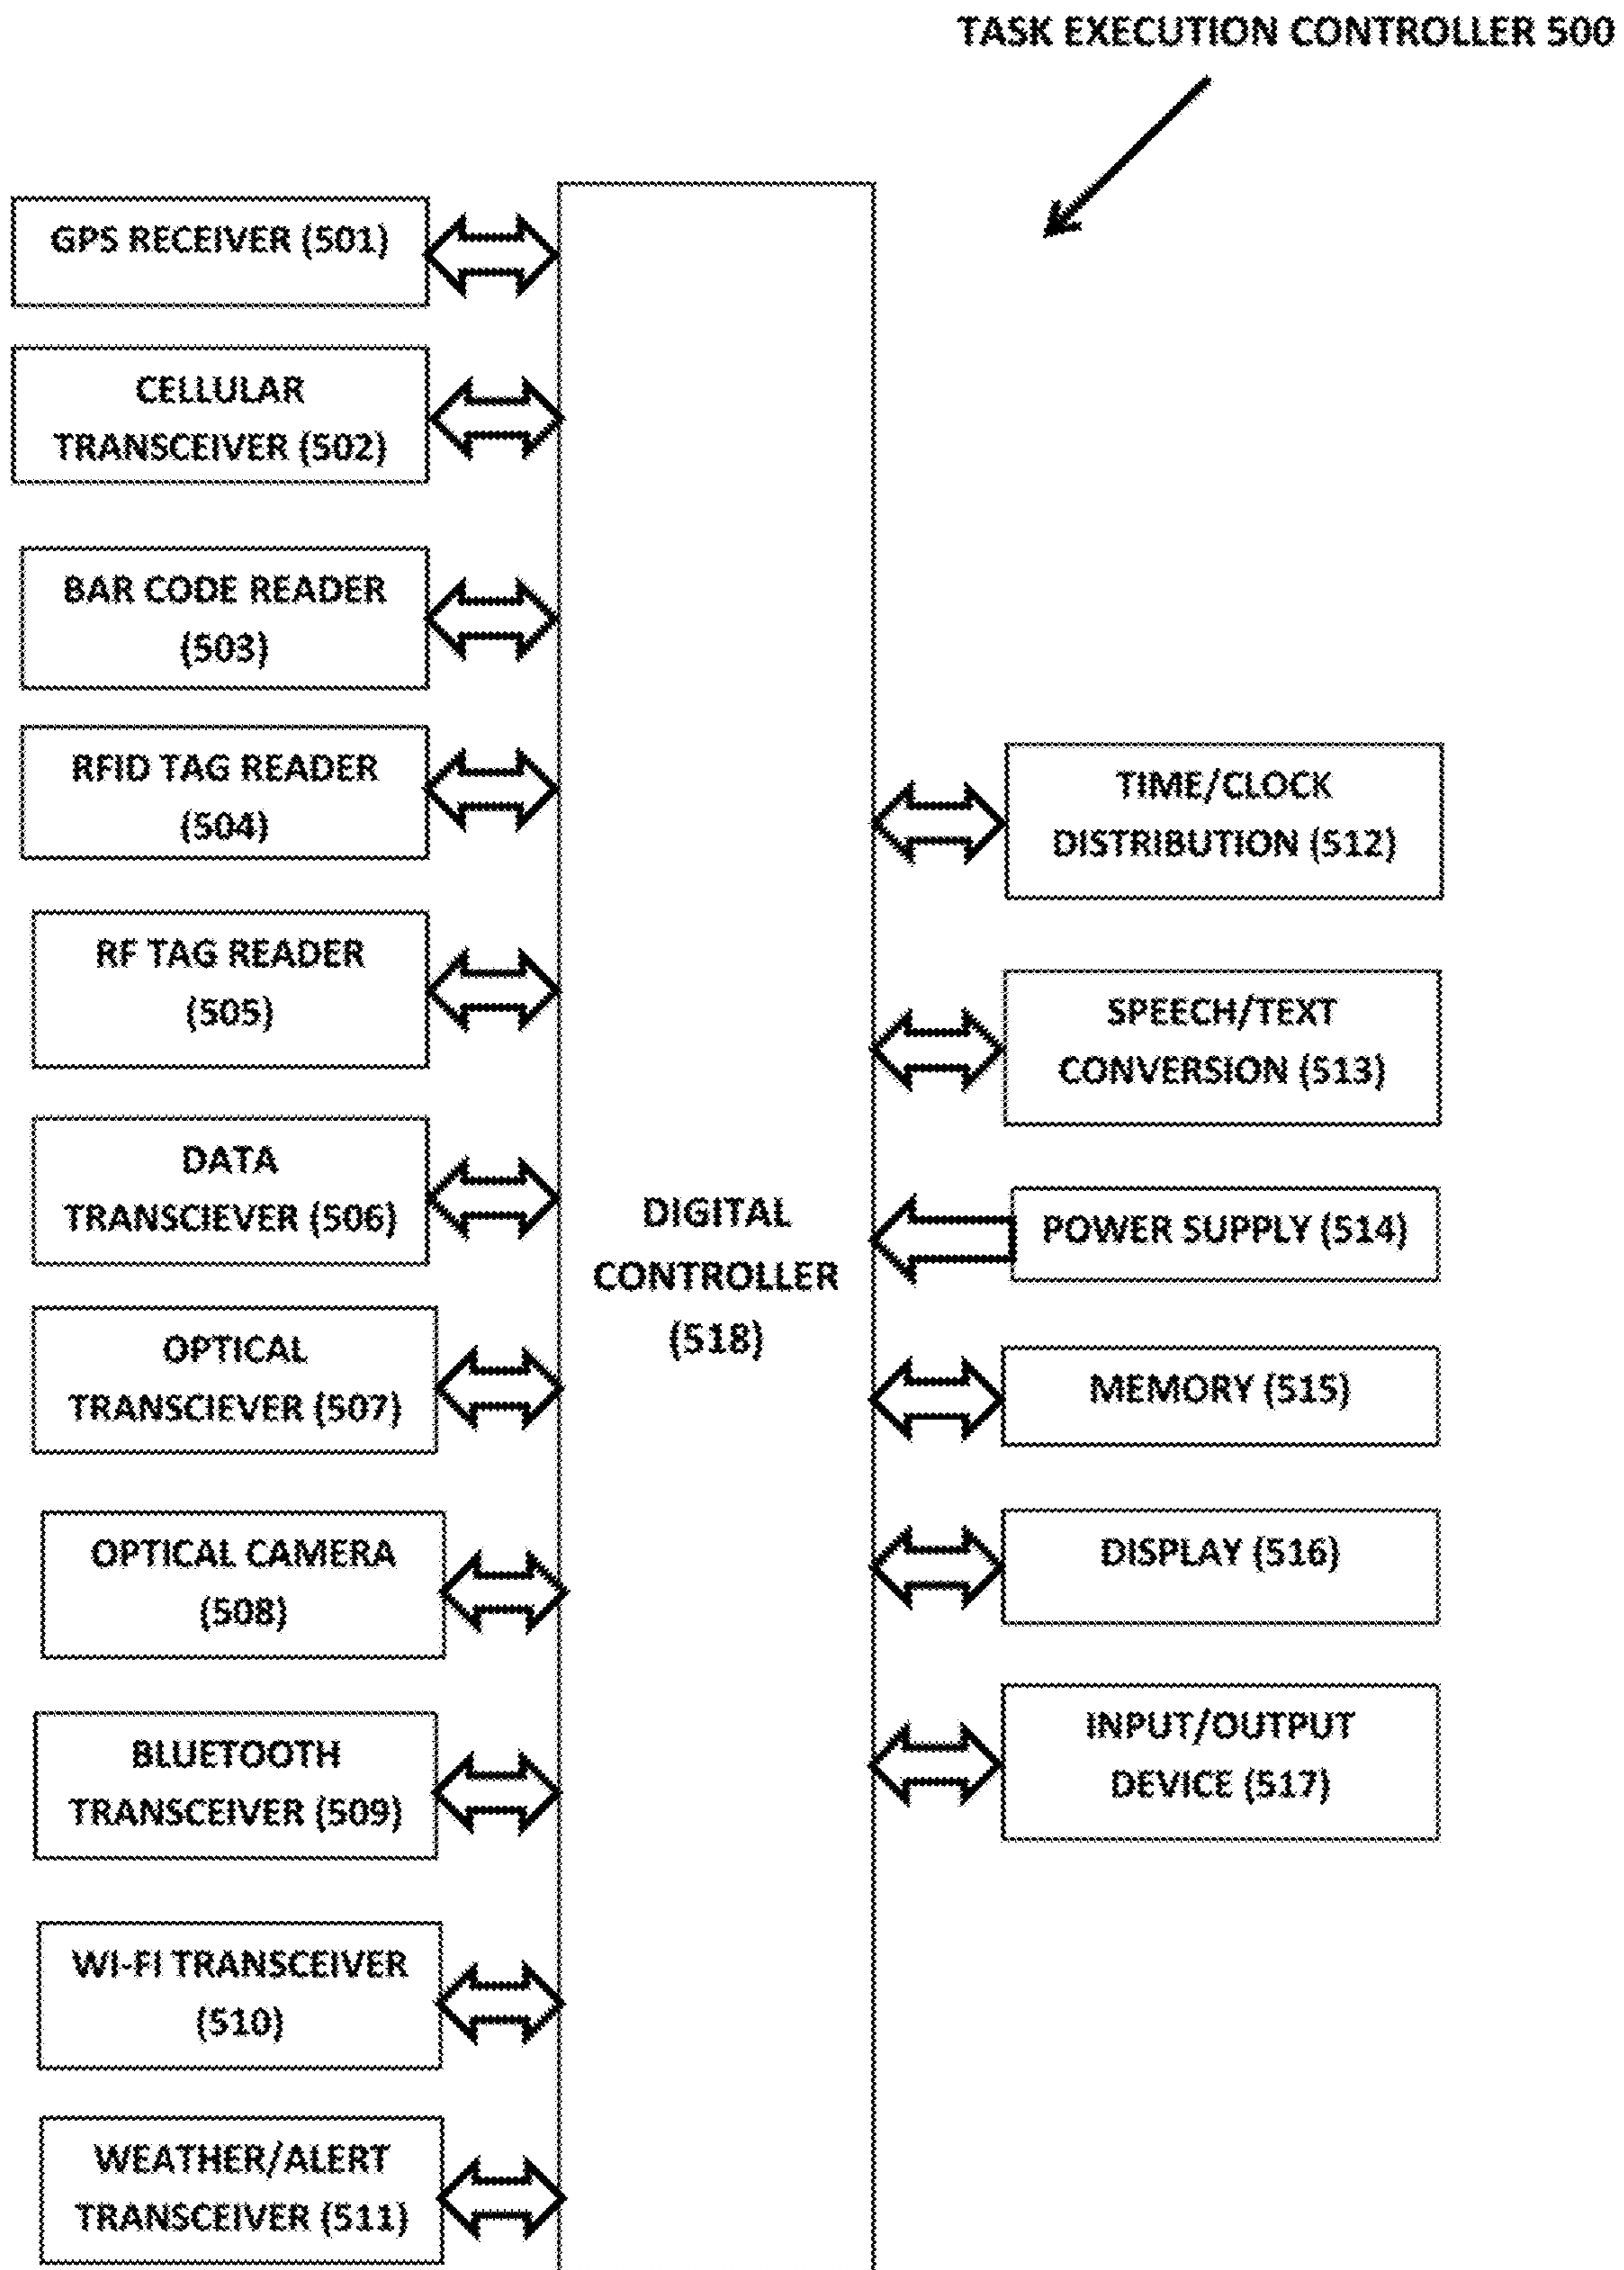 TASK EXECUTION CONTROLLER 500
GPS RECEIVER (501)
CELLULAR
TRANSCEIVER (502)
BAR CODE READER
(503)
RFID TAG READER
(504)
RF TAG READER
(505)
DATA
TRANSCIEVER (506)
OPTICAL
TRANSCIEVER (507)
OPTICAL CAMERA
(508)
BLUETOOTH
TRANSCEIVER (509)
WI-FI TRANSCEIVER
(510)
WEATHER/ALERT
TRANSCEIVER (511)
DIGITAL
CONTROLLER
(518)
TIME/CLOCK
DISTRIBUTION (512)
SPEECH/TEXT
CONVERSION (513)
POWER SUPPLY (514)
MEMORY (515)
DISPLAY (516)
INPUT/OUTPUT
DEVICE (517)